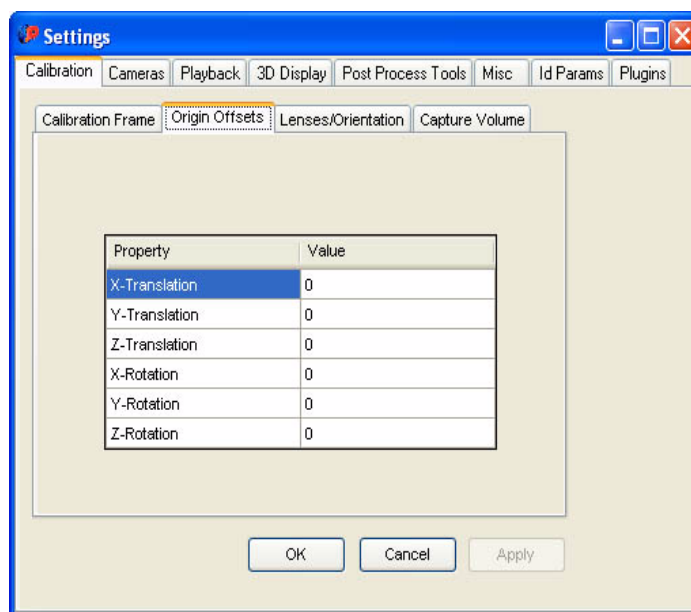 Settings
Calibration Cameras Playback 3D Display Post Process Tools Misc Id Params Plugins
Calibration Frame Origin Offsets Lenses/Orientation Capture Volume
Property Value
X-Translation 0
Y-Translation 0
Z-Translation 0
X-Rotation 0
Y-Rotation 0
Z-Rotation 0
OK Cancel Apply